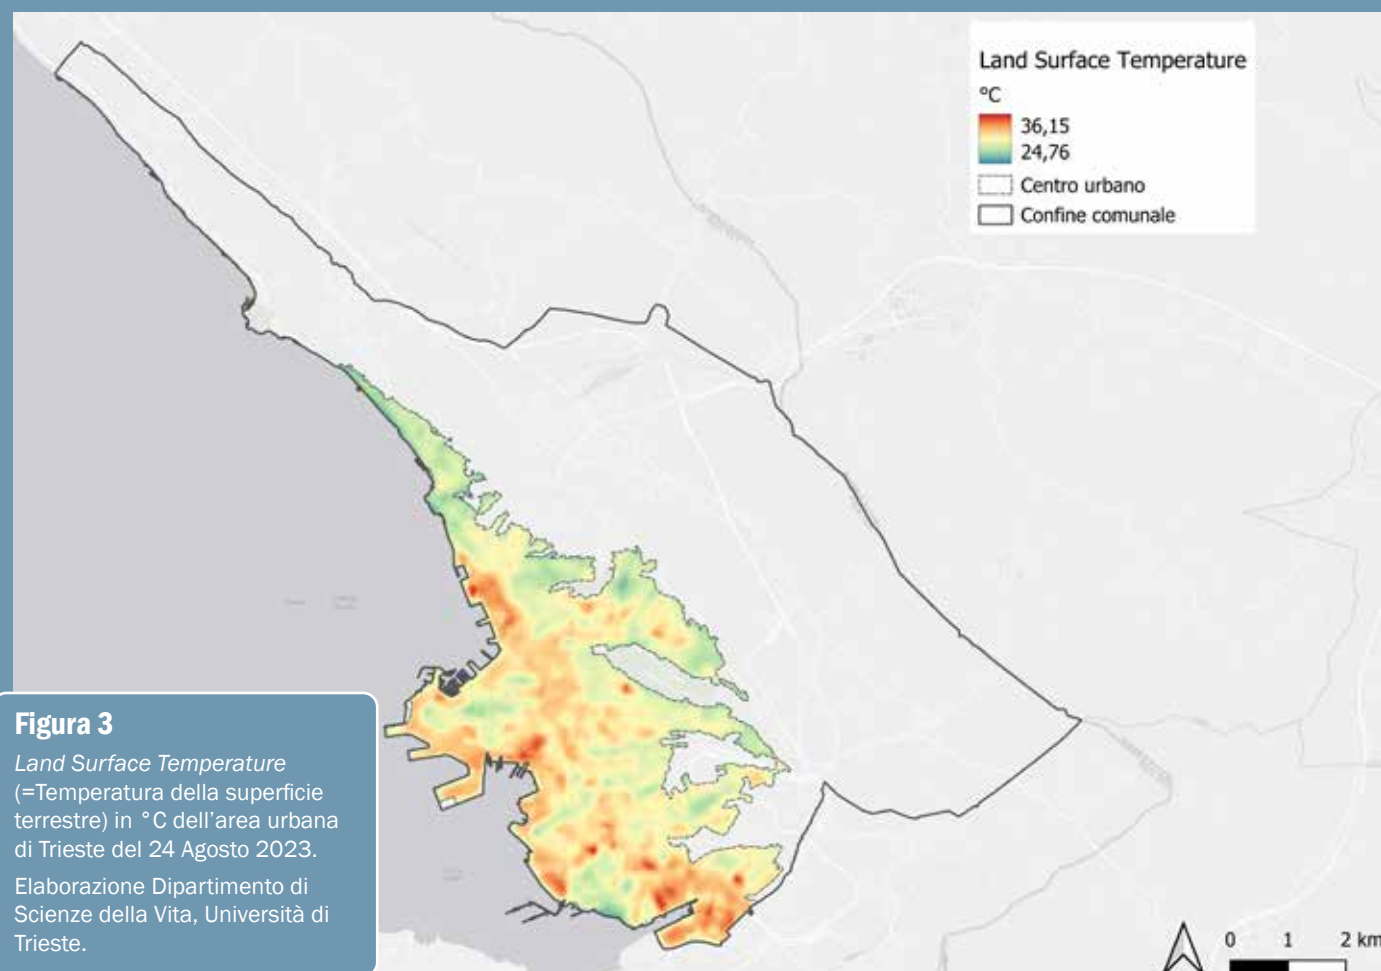 Land Surface Temperature
°C
36,15
24,76
Centro urbano
Confine comunale
Figura 3
Land Surface Temperature
(=Temperatura della superficie
terrestre) in °C dell'area urbana
di Trieste del 24 Agosto 2023.
Elaborazione Dipartimento di
Scienze della Vita, Università di
Trieste.
0 1 2 km